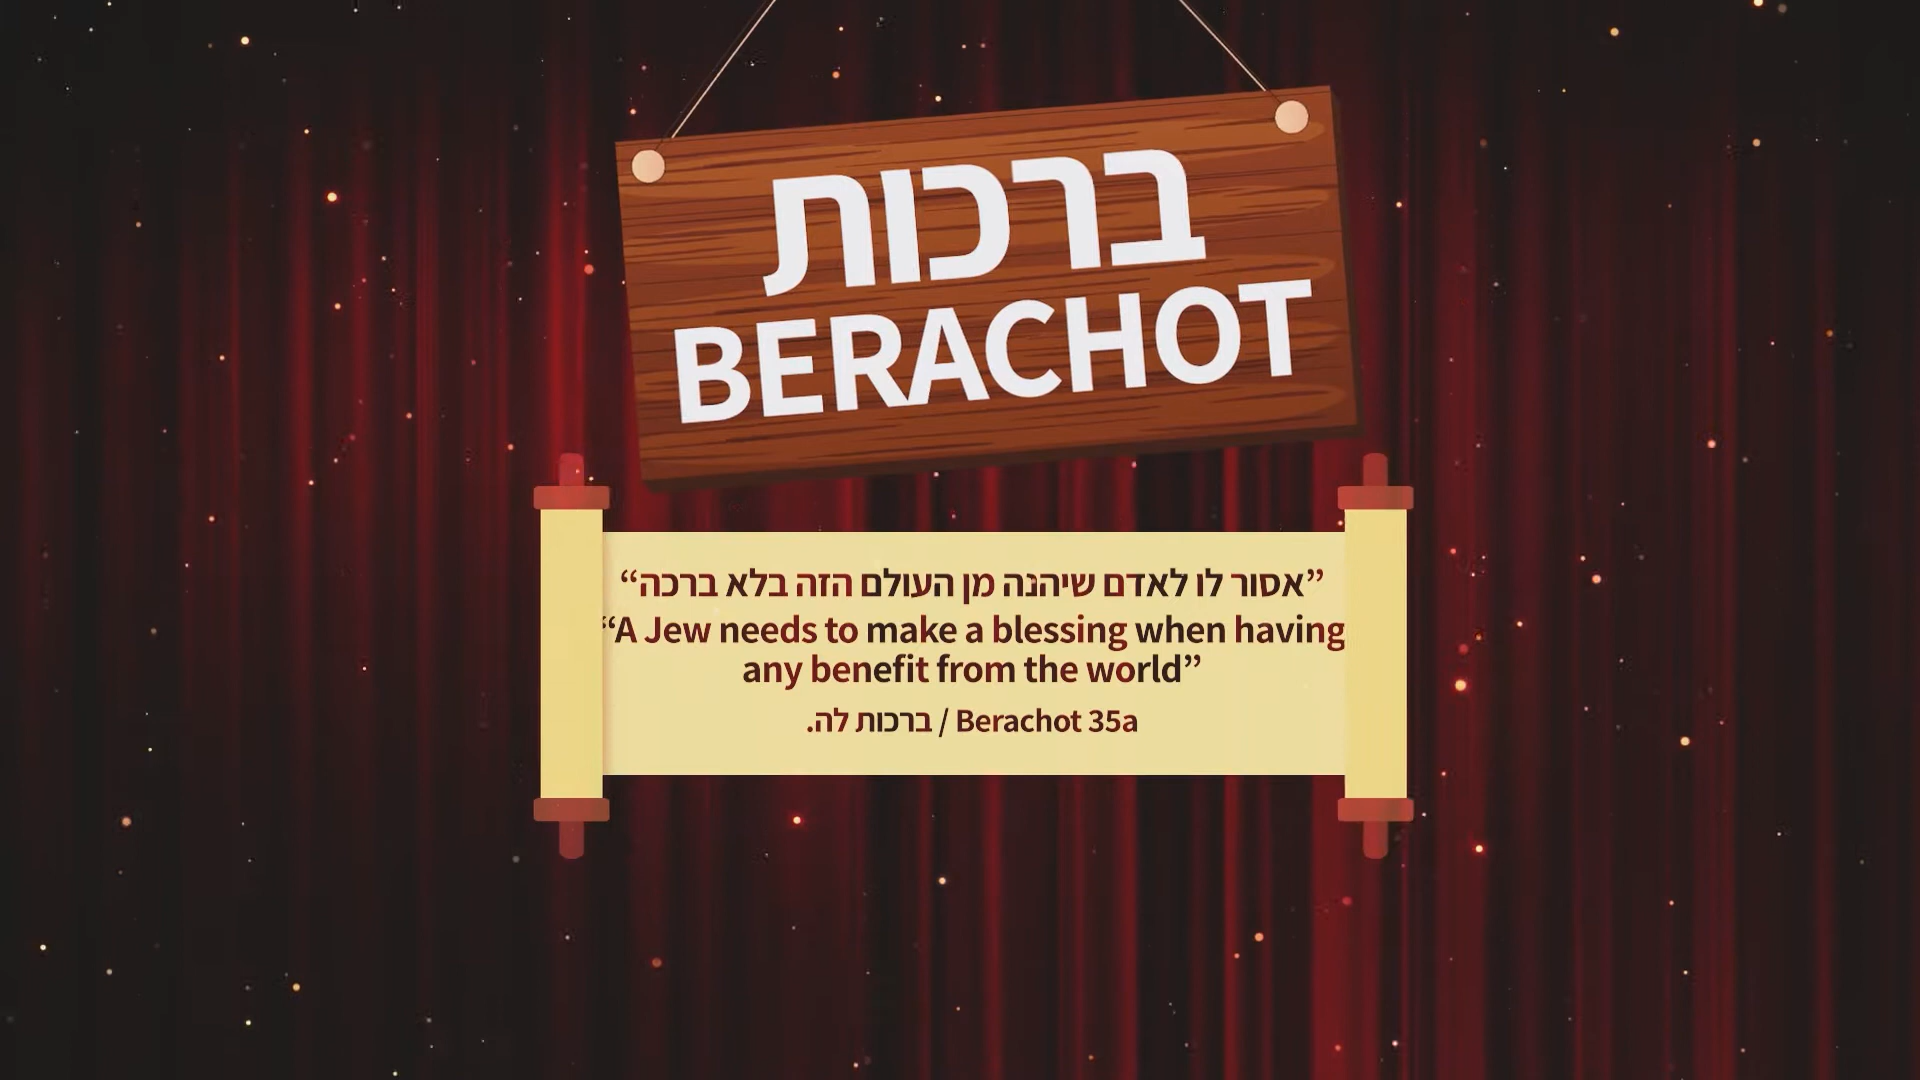 ברכות
BERACHOT
”אסור לו לאדם שיהנה מן העולם הזה בלא ברכה“
“A Jew needs to make a blessing when having
any benefit from the world”
ברכות לה. / Berachot 35a